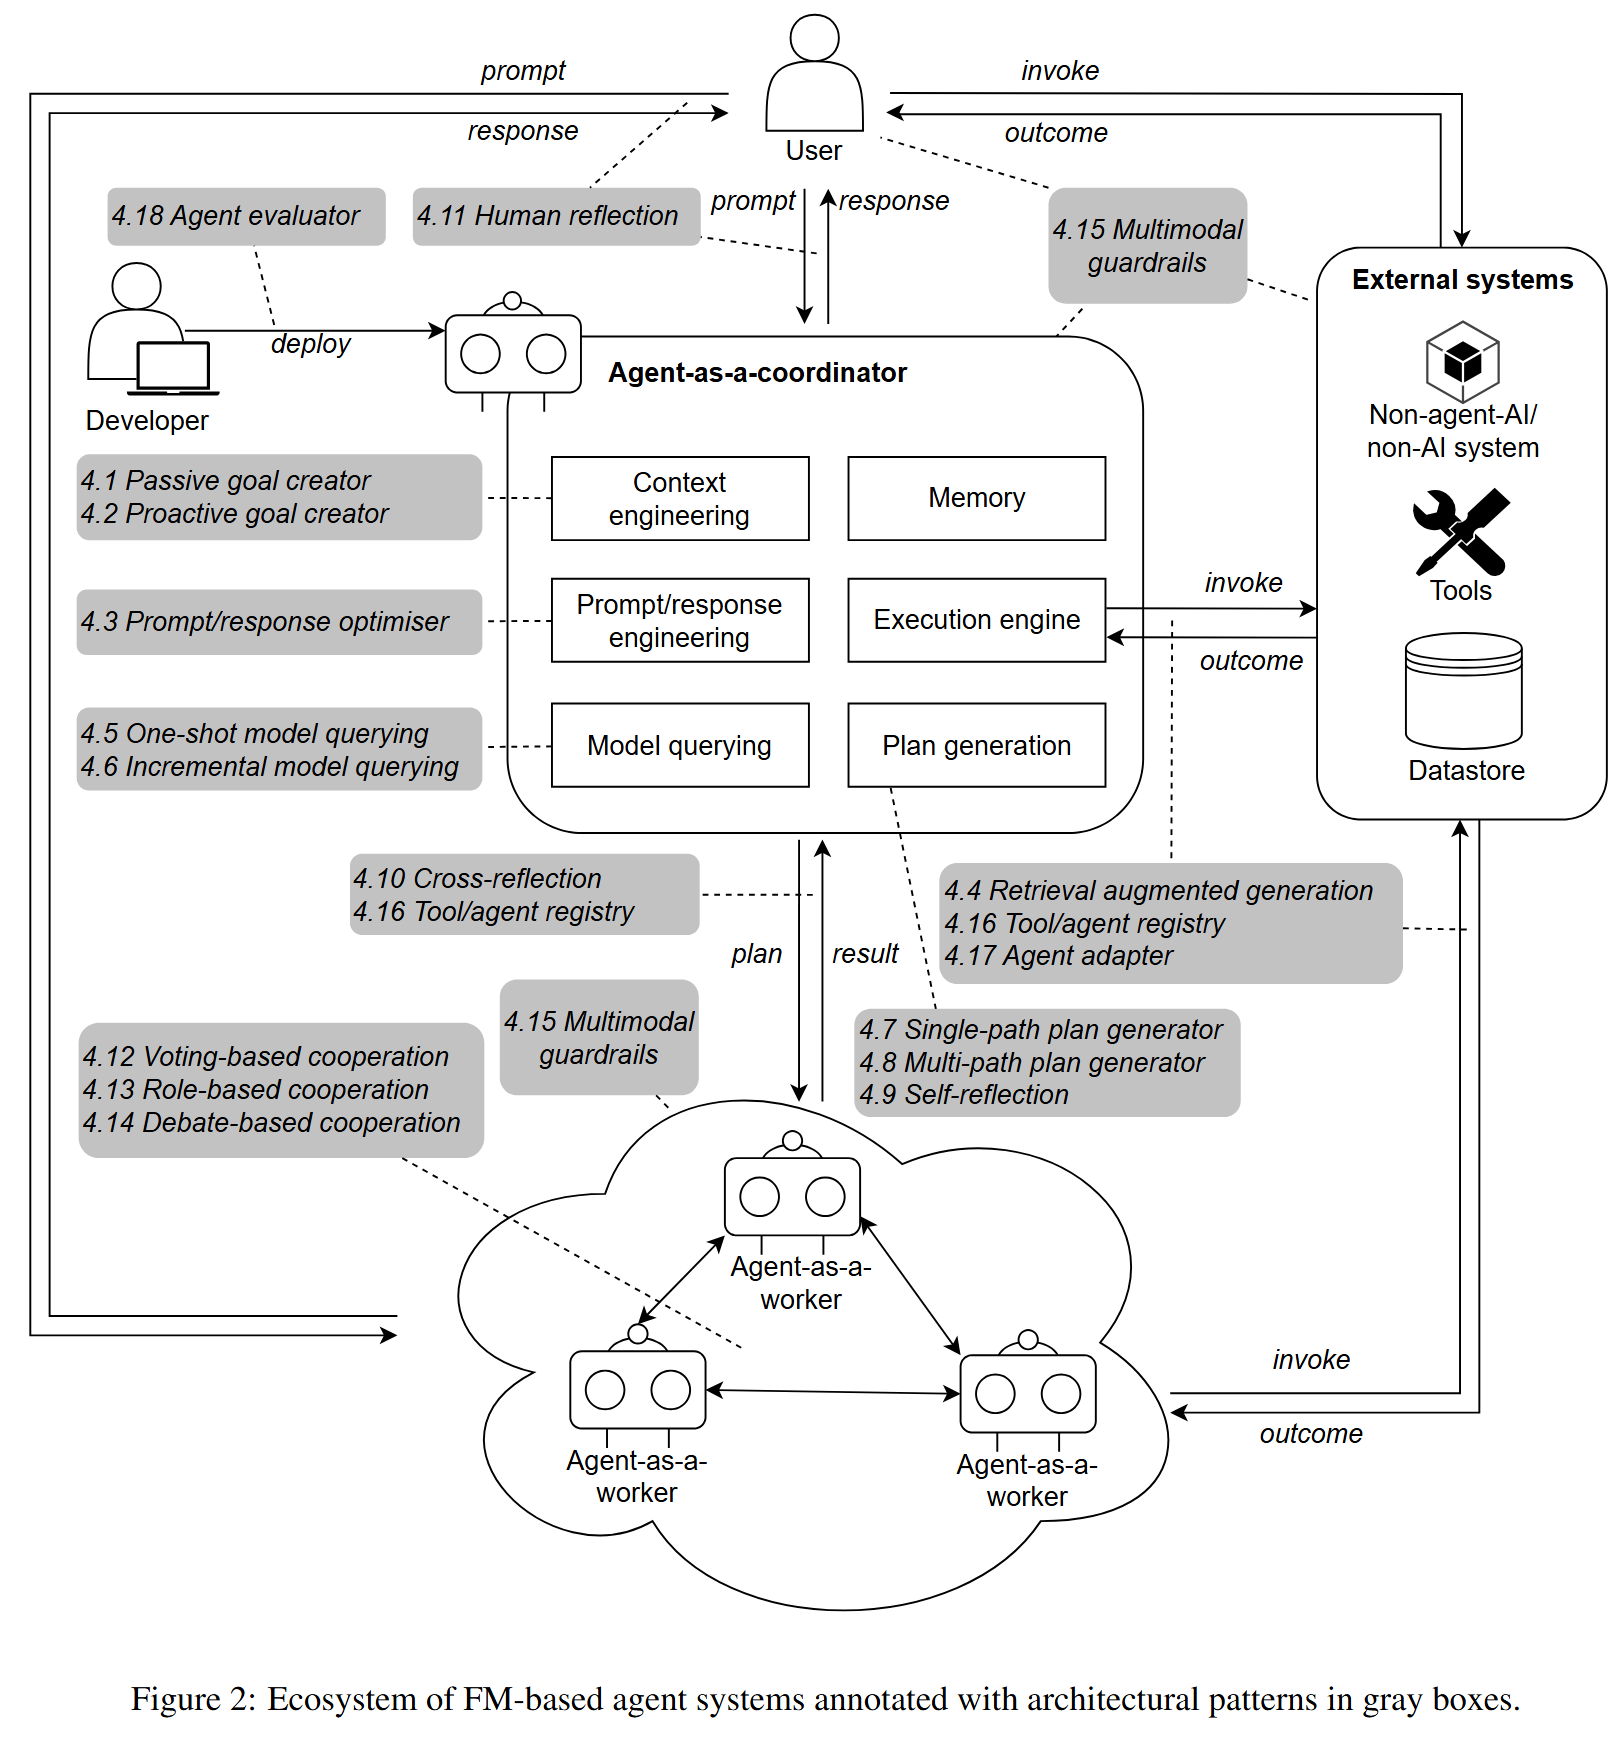 prompt
response
invoke
outcome
User
4.18 Agent evaluator
4.11 Human reflection
prompt
response
4.15 Multimodal
guardrails
deploy
Developer
Agent-as-a-coordinator
External systems
Non-agent-AI/
non-AI system
Tools
Datastore
4.1 Passive goal creator
4.2 Proactive goal creator
Context
engineering
Memory
4.3 Prompt/response optimiser
Prompt/response
engineering
Execution engine
invoke
outcome
4.5 One-shot model querying
4.6 Incremental model querying
Model querying
Plan generation
4.10 Cross-reflection
4.16 Tool/agent registry
plan
result
4.4 Retrieval augmented generation
4.16 Tool/agent registry
4.17 Agent adapter
4.15 Multimodal
guardrails
4.7 Single-path plan generator
4.8 Multi-path plan generator
4.9 Self-reflection
4.12 Voting-based cooperation
4.13 Role-based cooperation
4.14 Debate-based cooperation
Agent-as-a-
worker
Agent-as-a-
worker
Agent-as-a-
worker
invoke
outcome
Figure 2: Ecosystem of FM-based agent systems annotated with architectural patterns in gray boxes.